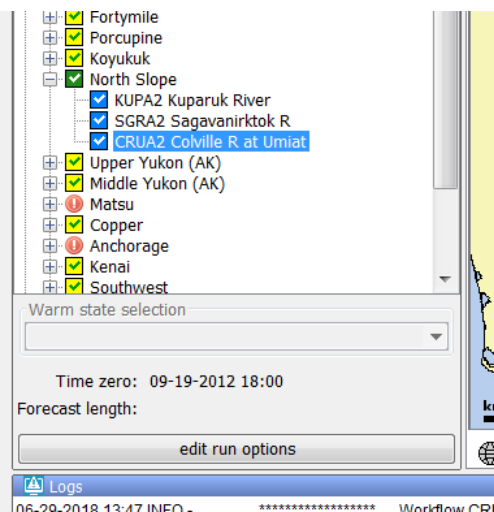 Fortymile
Porcupine
Koyukuk
North Slope
KUPA2 Kuparuk River
SGRA2 Sagavanirktok R
CRUA2 Colville R at Umiat
Upper Yukon (AK)
Middle Yukon (AK)
Matsu
Copper
Anchorage
Kenai
Southwest
Warm state selection
Time zero: 09-19-2012 18:00
Forecast length:
edit run options
Logs
06-29-2018 13:47 INFO - ****************** Workflow